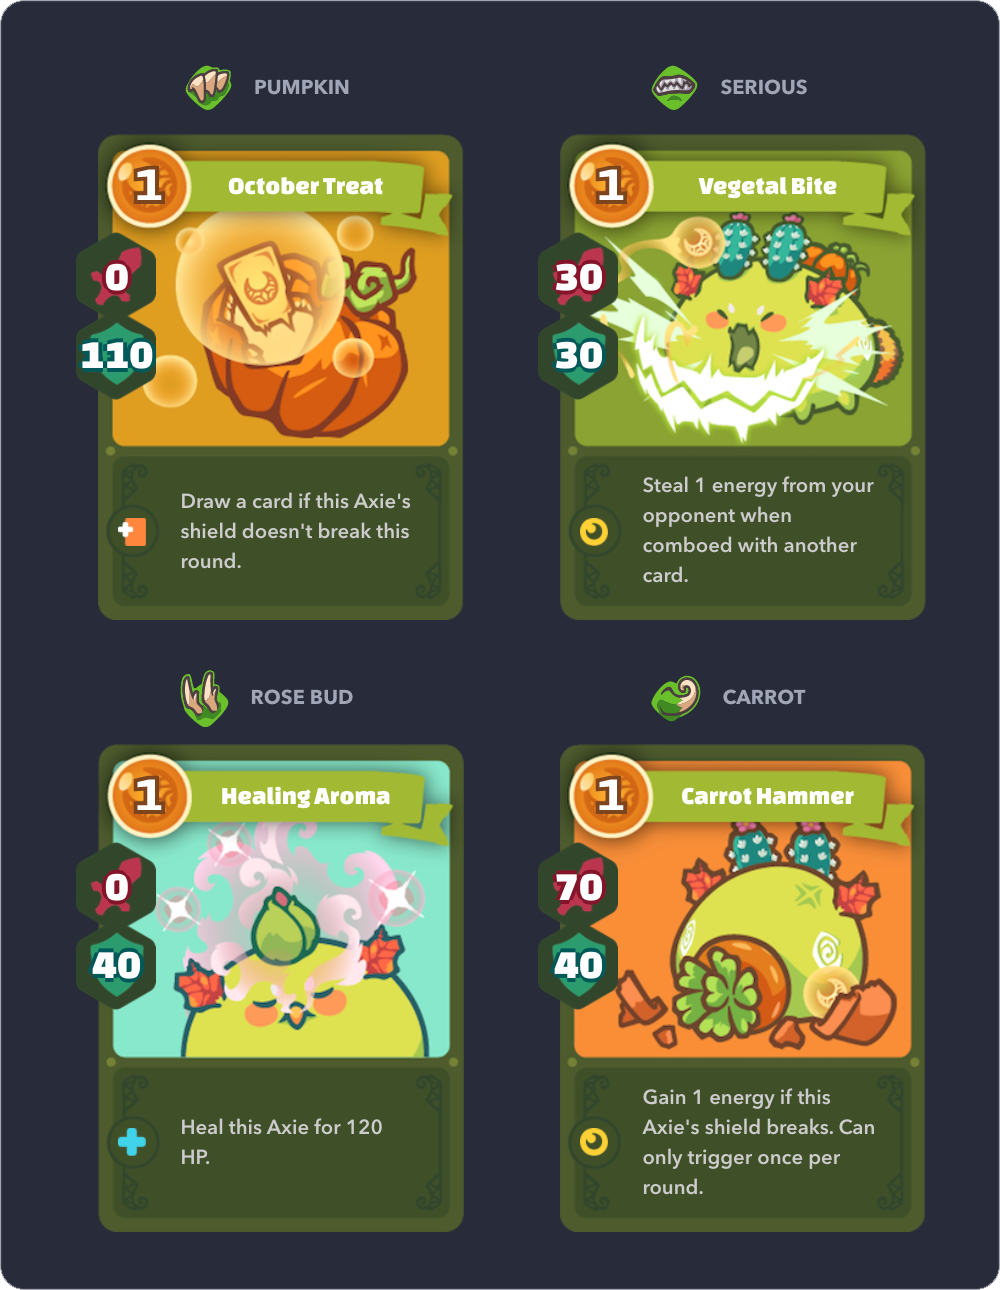 PUMPKIN
1
October Treat
0
110
Draw a card if this Axie's
shield doesn't break this
round.
SERIOUS
1
Vegetal Bite
30
30
Steal 1 energy from your
opponent when
comboed with another
card.
ROSE BUD
1
Healing Aroma
0
40
Heal this Axie for 120
HP.
CARROT
1
Carrot Hammer
70
40
Gain 1 energy if this
Axie's shield breaks. Can
only trigger once per
round.